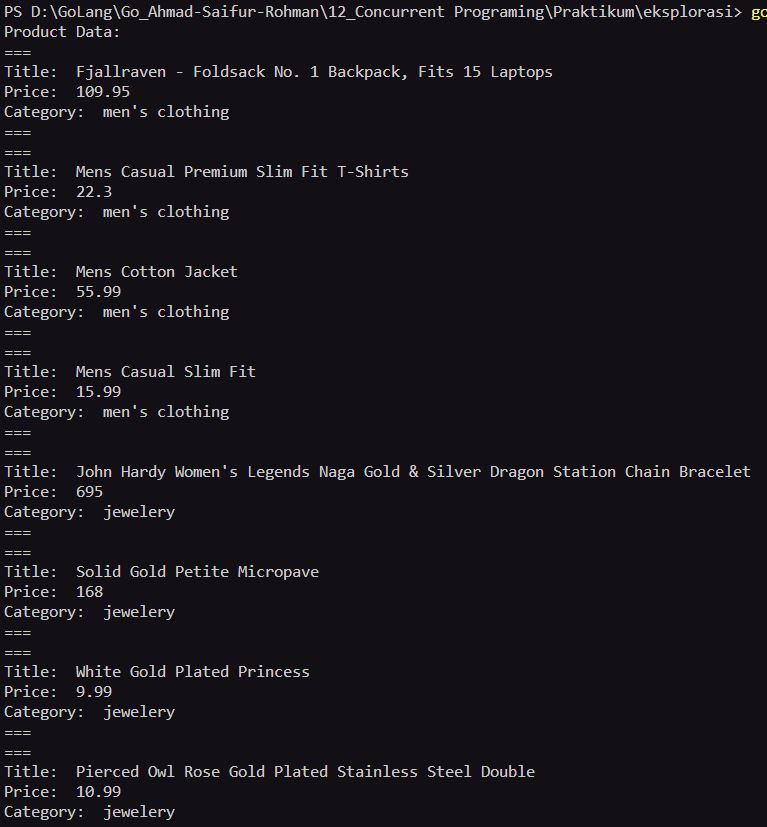 PS D:\GoLang\Go_Ahmad-Saifur-Rohman\12_Concurrent Programing\Praktikum\eksplorasi> go
Product Data:
===
Title:  Fjallraven - Foldsack No. 1 Backpack, Fits 15 Laptops
Price:  109.95
Category:  men's clothing
===
===
Title:  Mens Casual Premium Slim Fit T-Shirts
Price:  22.3
Category:  men's clothing
===
===
Title:  Mens Cotton Jacket
Price:  55.99
Category:  men's clothing
===
===
Title:  Mens Casual Slim Fit
Price:  15.99
Category:  men's clothing
===
===
Title:  John Hardy Women's Legends Naga Gold & Silver Dragon Station Chain Bracelet
Price:  695
Category:  jewelery
===
===
Title:  Solid Gold Petite Micropave
Price:  168
Category:  jewelery
===
===
Title:  White Gold Plated Princess
Price:  9.99
Category:  jewelery
===
===
Title:  Pierced Owl Rose Gold Plated Stainless Steel Double
Price:  10.99
Category:  jewelery